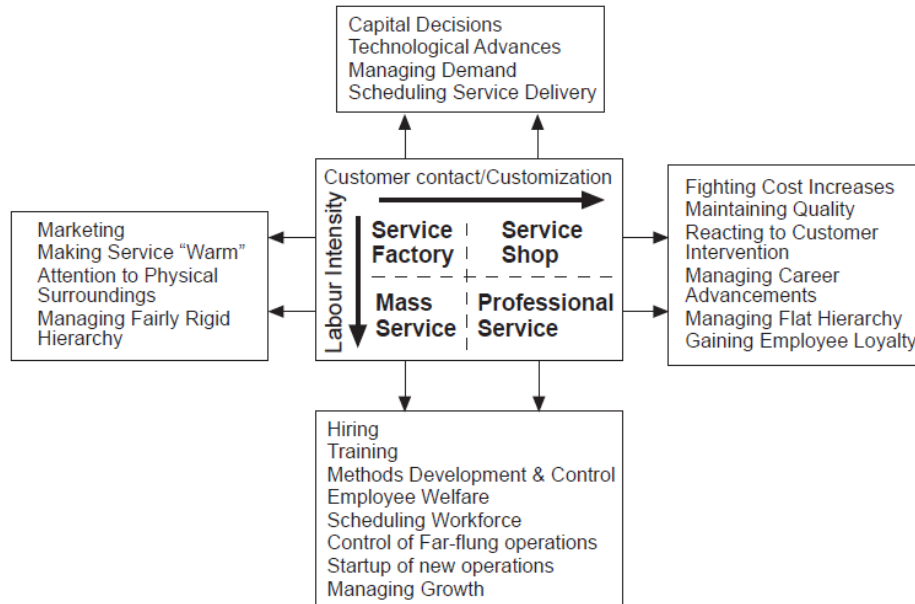 Capital Decisions
Technological Advances
Managing Demand
Scheduling Service Delivery
Customer contact/Customization
Labour Intensity
Service
Factory
Service
Shop
Mass
Service
Professional
Service
Marketing
Making Service “Warm”
Attention to Physical
Surroundings
Managing Fairly Rigid
Hierarchy
Fighting Cost Increases
Maintaining Quality
Reacting to Customer
Intervention
Managing Career
Advancements
Managing Flat Hierarchy
Gaining Employee Loyalty
Hiring
Training
Methods Development & Control
Employee Welfare
Scheduling Workforce
Control of Far-flung operations
Startup of new operations
Managing Growth